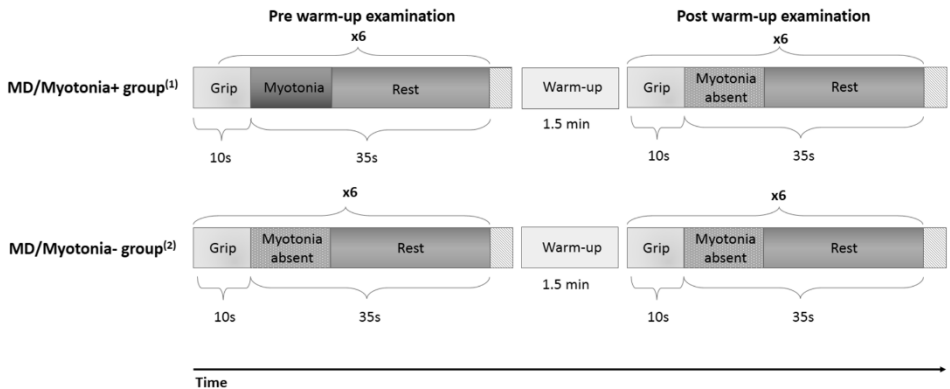 Pre warm-up examination
Post warm-up examination
x6
x6
MD/Myotonia+ group(1)
Grip
Myotonia
Rest
Warm-up
Grip
Myotonia
absent
Rest
1.5 min
10s
35s
10s
35s
x6
x6
MD/Myotonia- group(2)
Grip
Myotonia
absent
Rest
Warm-up
Grip
Myotonia
absent
Rest
1.5 min
10s
35s
10s
35s
Time